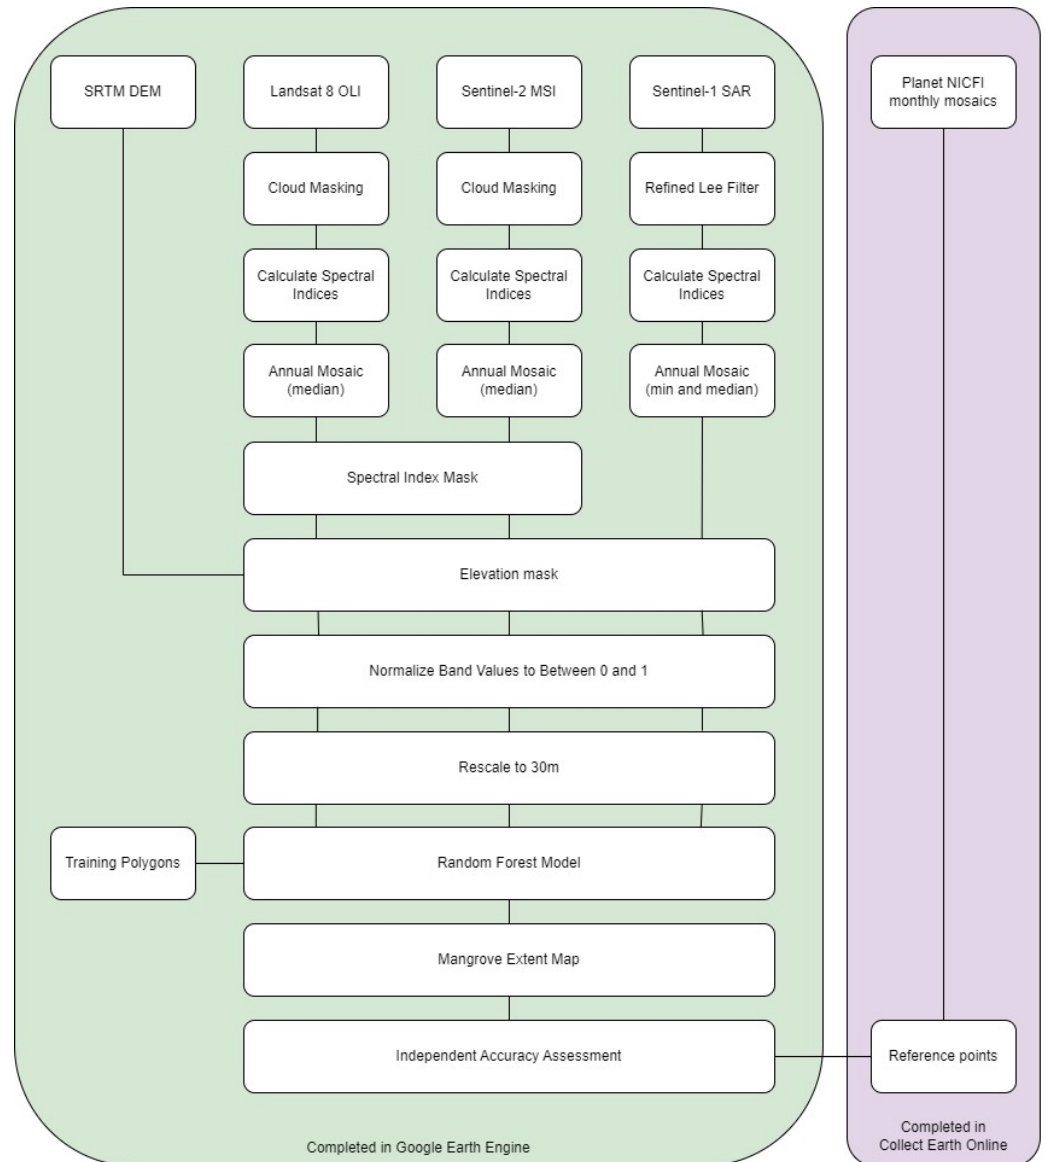 SRTM DEM
Landsat 8 OLI
Sentinel-2 MSI
Sentinel-1 SAR
Planet NICFI
monthly mosaics
Cloud Masking
Cloud Masking
Refined Lee Filter
Calculate Spectral
Indices
Calculate Spectral
Indices
Calculate Spectral
Indices
Annual Mosaic
(median)
Annual Mosaic
(median)
Annual Mosaic
(min and median)
Spectral Index Mask
Elevation mask
Normalize Band Values to Between 0 and 1
Rescale to 30m
Training Polygons
Random Forest Model
Mangrove Extent Map
Independent Accuracy Assessment
Reference points
Completed in Google Earth Engine
Completed in
Collect Earth Online